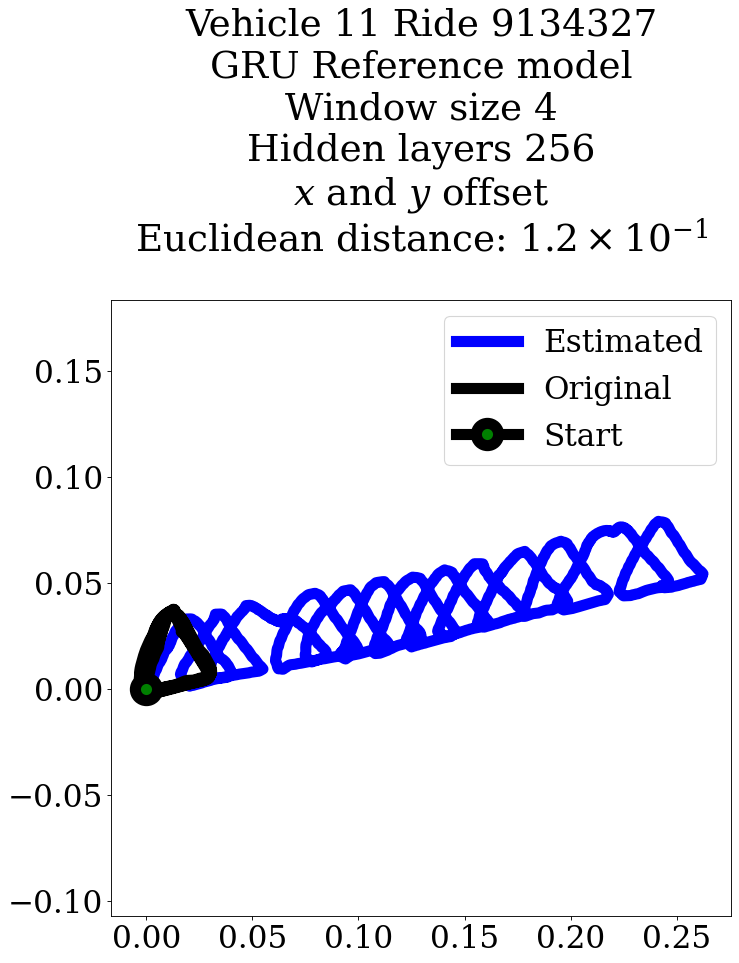 Vehicle 11 Ride 9134327
GRU Reference model
Window size 4
Hidden layers 256
x and y offset
Euclidean distance: 1.2 × 10⁻¹
Estimated
Original
Start
0.15
0.10
0.05
0.00
−0.05
−0.10
0.00 0.05 0.10 0.15 0.20 0.25